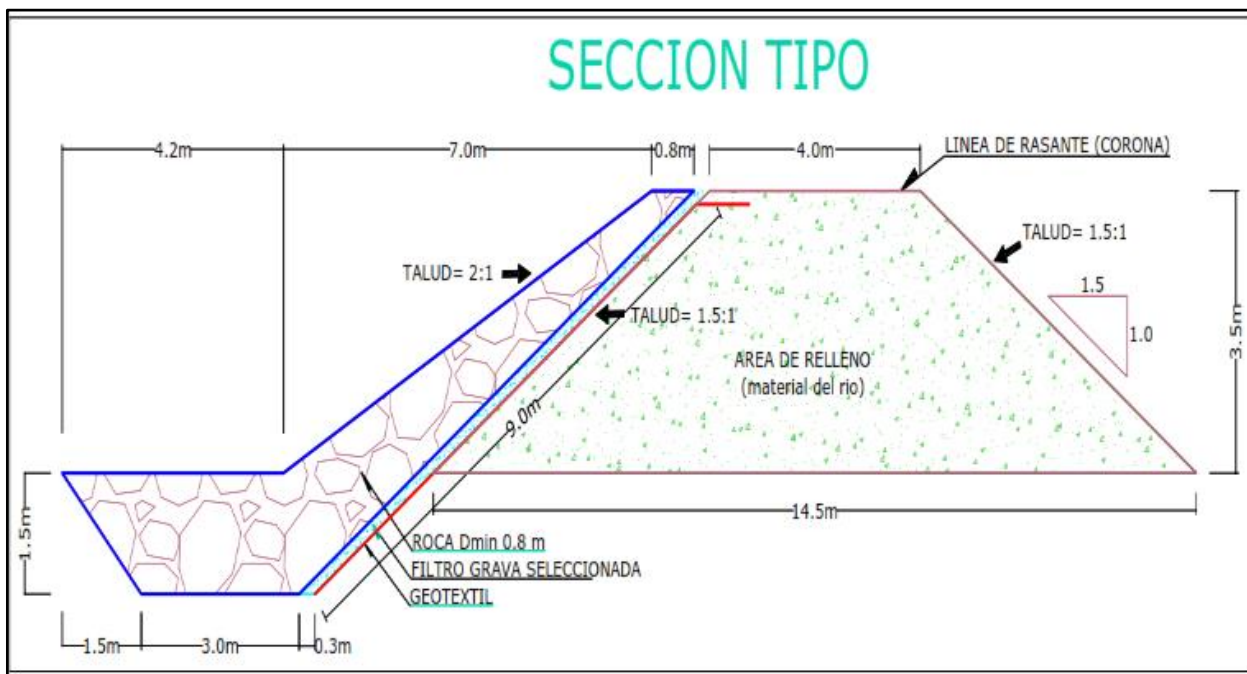 SECCION TIPO
4.2m
7.0m
0.8m
4.0m
LINEA DE RASANTE (CORONA)
TALUD= 2:1
TALUD= 1.5:1
TALUD= 1.5:1
1.5
1.0
3.5m
AREA DE RELLENO
(material del rio)
9.0m
14.5m
1.5m
ROCA Dmin 0.8 m
FILTRO GRAVA SELECCIONADA
GEOTEXTIL
1.5m
3.0m
0.3m